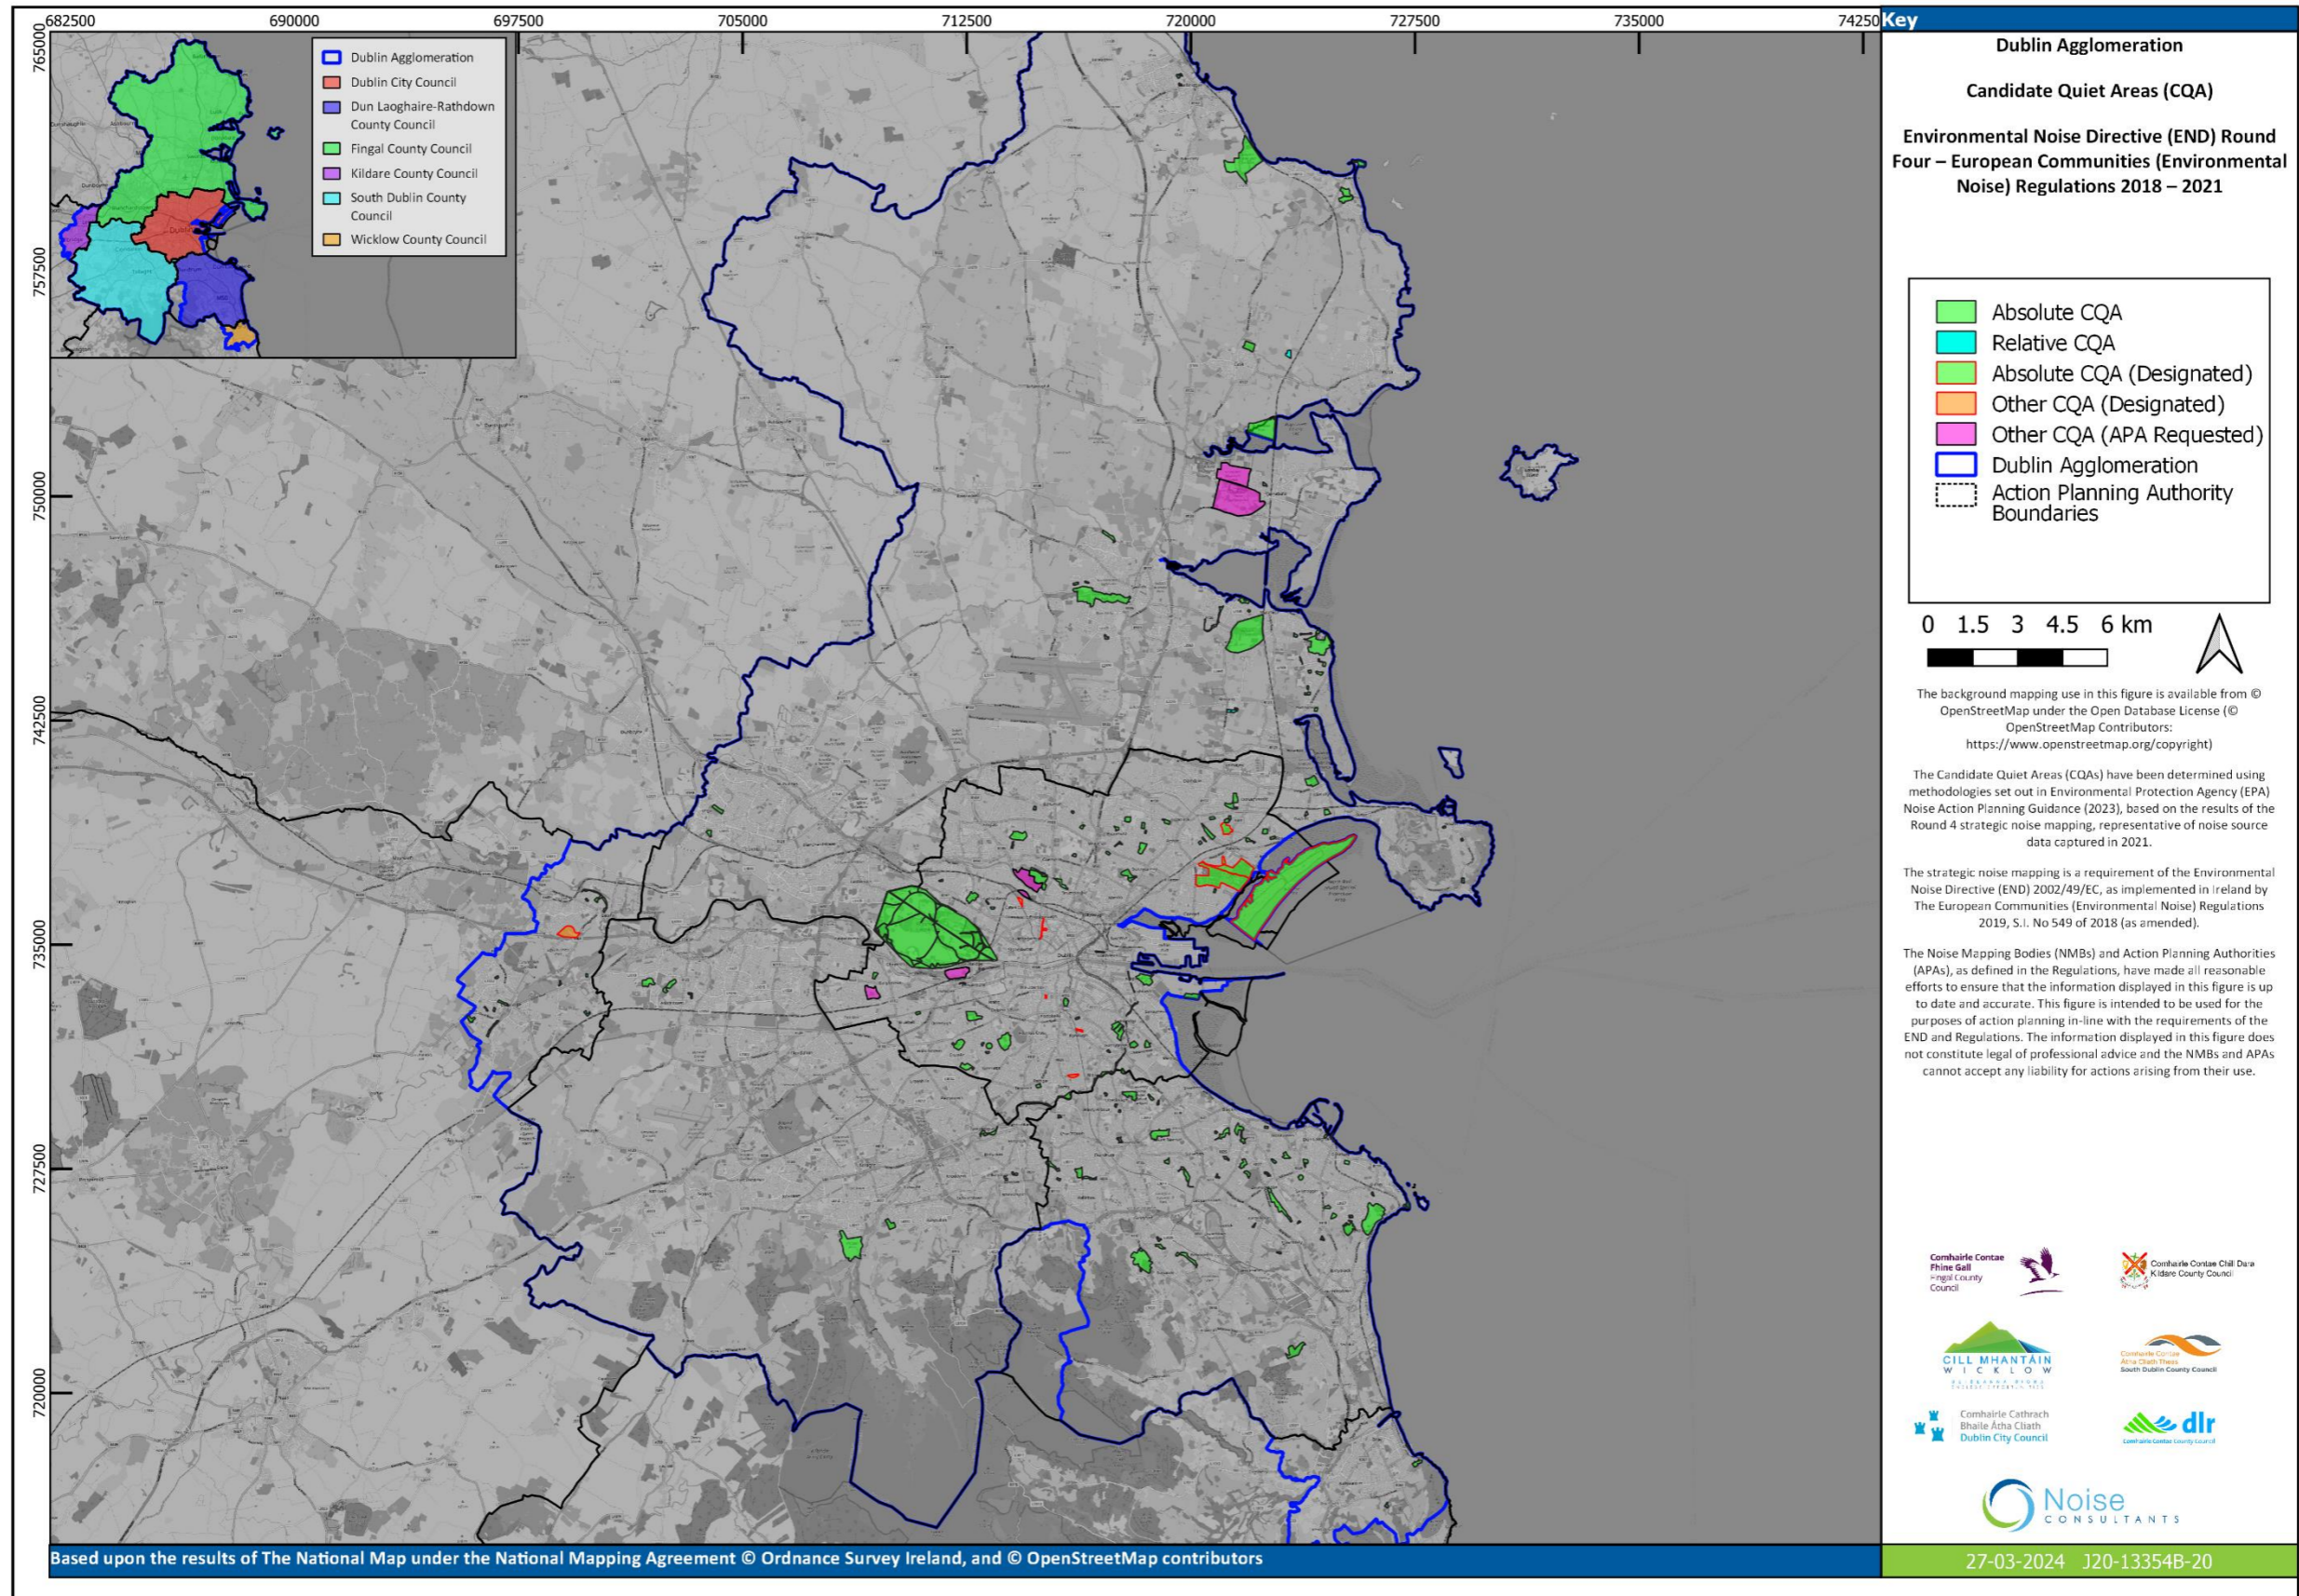 682500 690000 697500 705000 712500 720000 727500 735000 74250
765000
757500
750000
742500
735000
727500
720000
Dublin Agglomeration
Dublin City Council
Dun Laoghaire-Rathdown
County Council
Fingal County Council
Kildare County Council
South Dublin County
Council
Wicklow County Council
Key
Dublin Agglomeration
Candidate Quiet Areas (CQA)
Environmental Noise Directive (END) Round
Four – European Communities (Environmental
Noise) Regulations 2018 – 2021
Absolute CQA
Relative CQA
Absolute CQA (Designated)
Other CQA (Designated)
Other CQA (APA Requested)
Dublin Agglomeration
Action Planning Authority
Boundaries
0 1.5 3 4.5 6 km
The background mapping use in this figure is available from ©
OpenStreetMap under the Open Database License (©
OpenStreetMap Contributors:
https://www.openstreetmap.org/copyright)
The Candidate Quiet Areas (CQAs) have been determined using
methodologies set out in Environmental Protection Agency (EPA)
Noise Action Planning Guidance (2023), based on the results of the
Round 4 strategic noise mapping, representative of noise source
data captured in 2021.
The strategic noise mapping is a requirement of the Environmental
Noise Directive (END) 2002/49/EC, as implemented in Ireland by
The European Communities (Environmental Noise) Regulations
2019, S.I. No 549 of 2018 (as amended).
The Noise Mapping Bodies (NMBs) and Action Planning Authorities
(APAs), as defined in the Regulations, have made all reasonable
efforts to ensure that the information displayed in this figure is up
to date and accurate. This figure is intended to be used for the
purposes of action planning in-line with the requirements of the
END and Regulations. The information displayed in this figure does
not constitute legal of professional advice and the NMBs and APAs
cannot accept any liability for actions arising from their use.
Comhairle Contae
Fhine Gall
Fingal County
Council
Comhairle Contae Chill Dara
Kildare County Council
CILL MHANTÁIN
WICKLOW
Comhairle Contae
Átha Cliath Theas
South Dublin County Council
Comhairle Cathrach
Bhaile Átha Cliath
Dublin City Council
dlr
Comhairle Contae County Council
Noise
CONSULTANTS
Based upon the results of The National Map under the National Mapping Agreement © Ordnance Survey Ireland, and © OpenStreetMap contributors
27-03-2024 J20-13354B-20